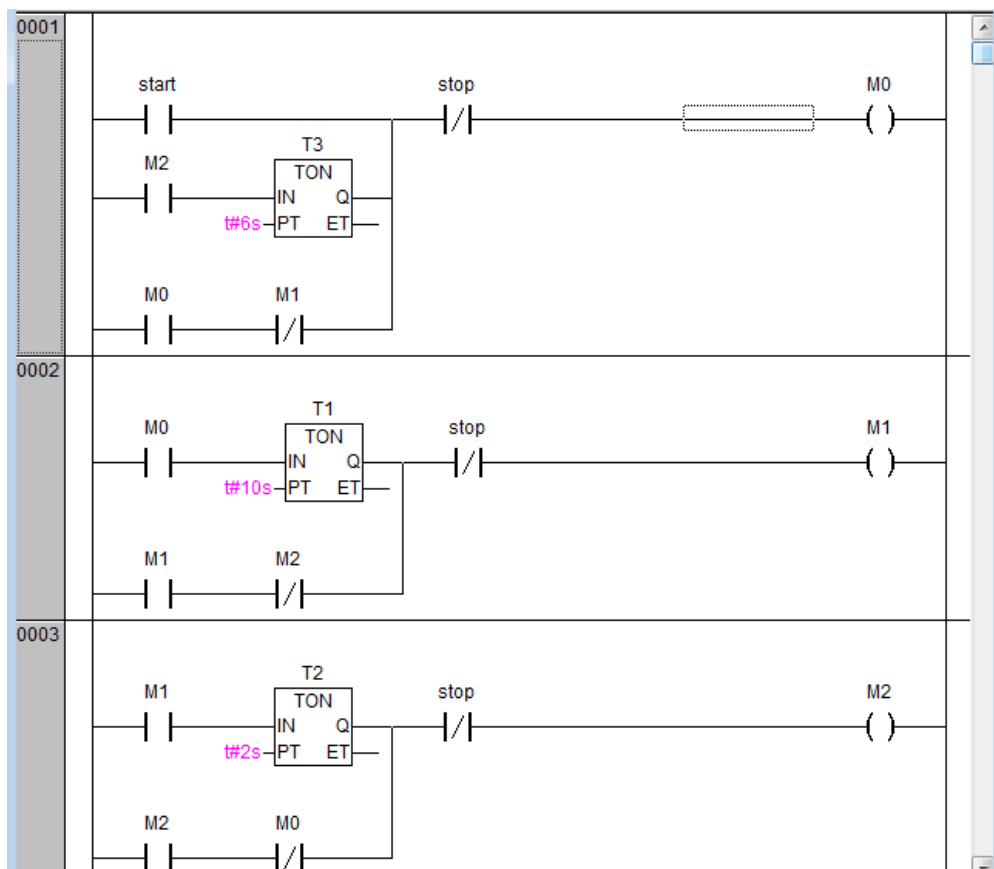 0001
start stop M0
T3
M2 TON
IN Q
t#6s PT ET
M0 M1
0002
T1
M0 TON stop M1
IN Q
t#10s PT ET
M1 M2
0003
T2
M1 TON stop M2
IN Q
t#2s PT ET
M2 M0